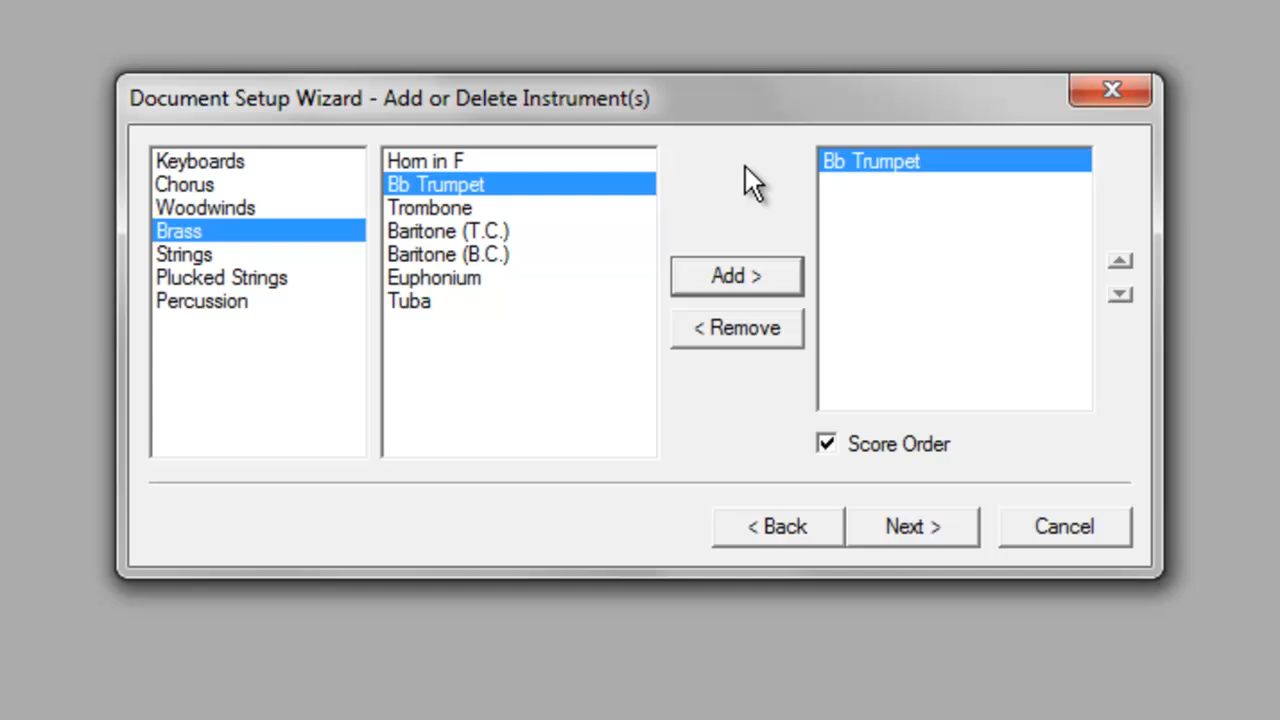 Document Setup Wizard - Add or Delete Instrument(s)
Keyboards
Chorus
Woodwinds
Brass
Strings
Plucked Strings
Percussion
Horn in F
Bb Trumpet
Trombone
Baritone (T.C.)
Baritone (B.C.)
Euphonium
Tuba
Add >
< Remove
Bb Trumpet
Score Order
< Back
Next >
Cancel